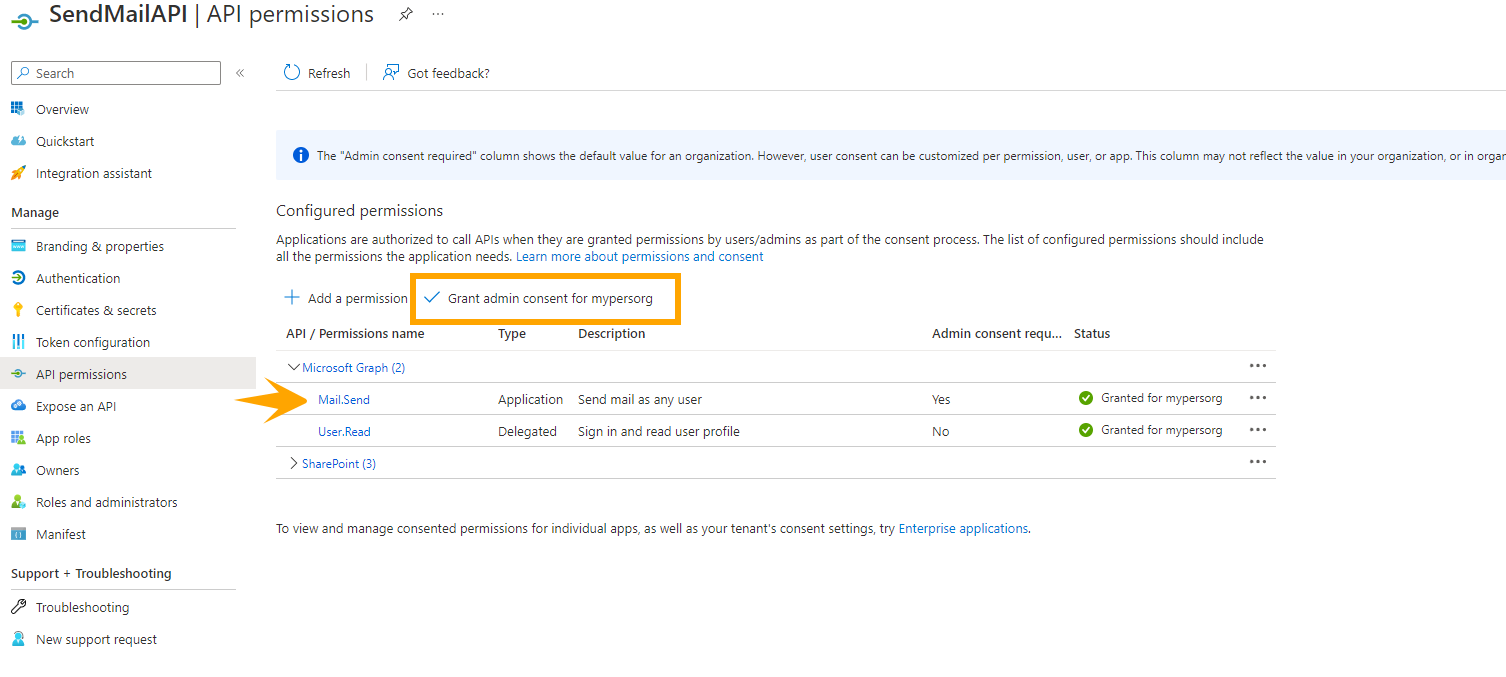 SendMailAPI | API permissions
Search
Refresh
Got feedback?
Overview
Quickstart
Integration assistant
Manage
Branding & properties
Authentication
Certificates & secrets
Token configuration
API permissions
Expose an API
App roles
Owners
Roles and administrators
Manifest
Support + Troubleshooting
Troubleshooting
New support request
The "Admin consent required" column shows the default value for an organization. However, user consent can be customized per permission, user, or app. This column may not reflect the value in your organization, or in organ
Configured permissions
Applications are authorized to call APIs when they are granted permissions by users/admins as part of the consent process. The list of configured permissions should include
all the permissions the application needs. Learn more about permissions and consent
Add a permission
Grant admin consent for mypersorg
API / Permissions name Type Description Admin consent requ... Status
Microsoft Graph (2)
Mail.Send Application Send mail as any user Yes Granted for mypersorg
User.Read Delegated Sign in and read user profile No Granted for mypersorg
SharePoint (3)
To view and manage consented permissions for individual apps, as well as your tenant's consent settings, try Enterprise applications.